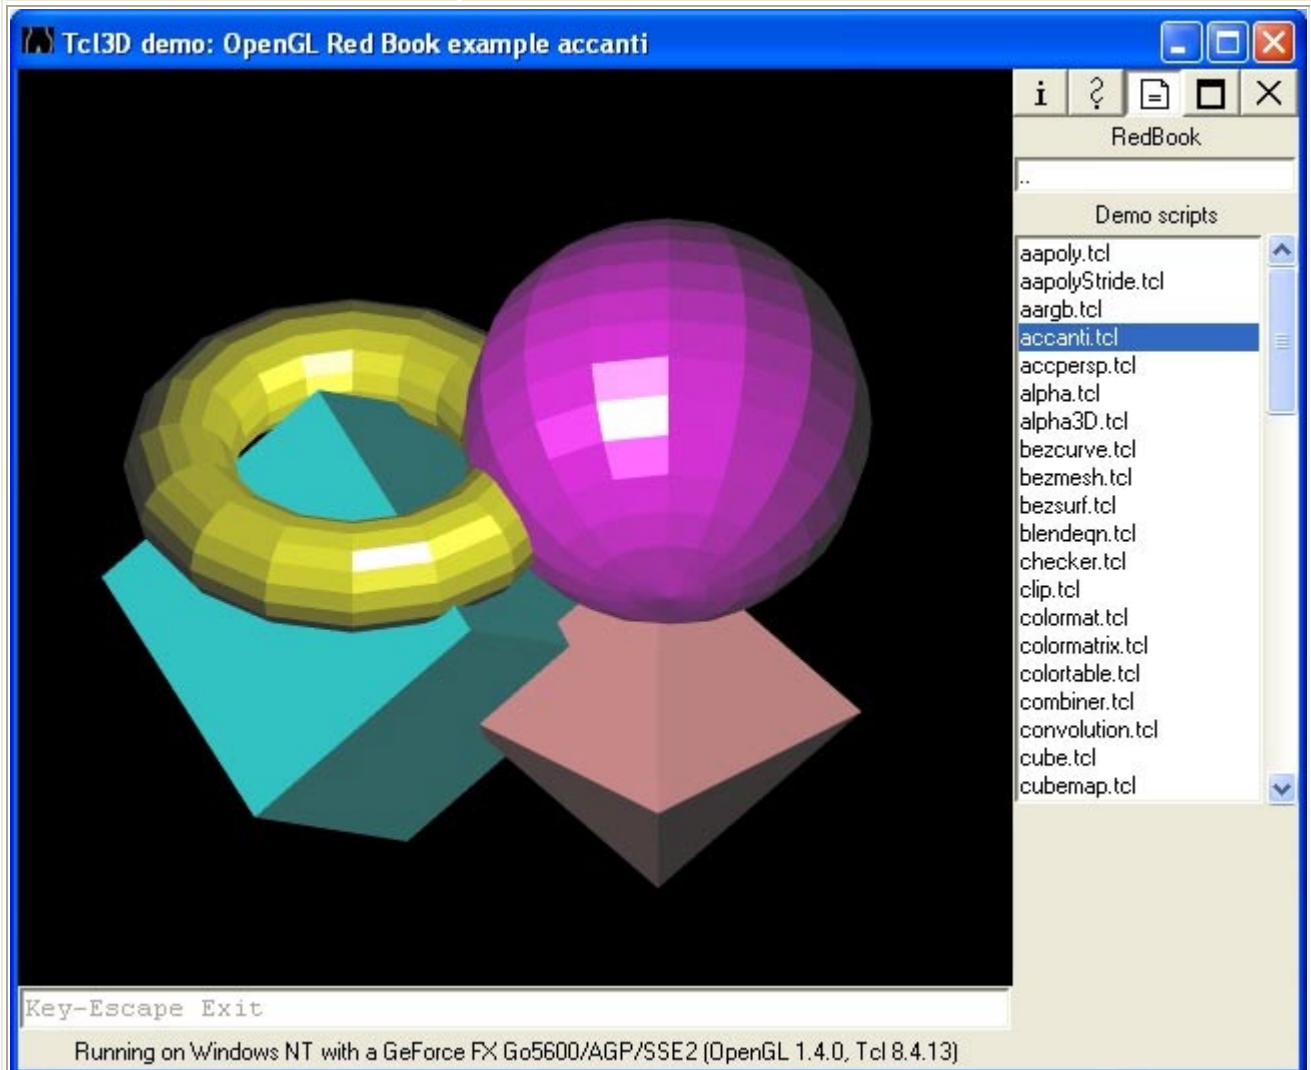 Tcl3D demo: OpenGL Red Book example accanti
i ?
RedBook
..
Demo scripts
aapoly.tcl
aapolyStride.tcl
aargb.tcl
accanti.tcl
accpersp.tcl
alpha.tcl
alpha3D.tcl
bezcurve.tcl
bezmesh.tcl
bezsurf.tcl
blendeqn.tcl
checker.tcl
clip.tcl
colormat.tcl
colormatrix.tcl
colortable.tcl
combiner.tcl
convolution.tcl
cube.tcl
cubemap.tcl
Key-Escape Exit
Running on Windows NT with a GeForce FX Go5600/AGP/SSE2 (OpenGL 1.4.0, Tcl 8.4.13)